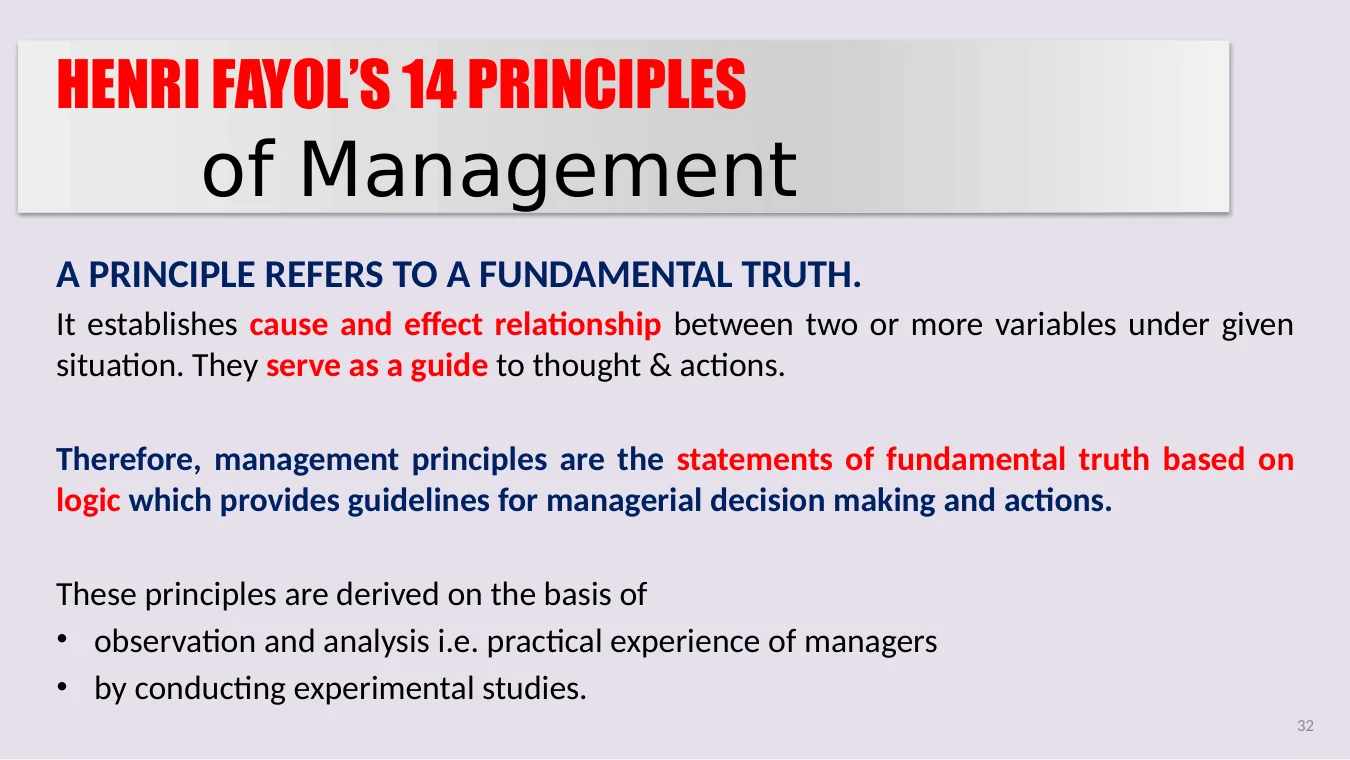 HENRI FAYOL’S 14 PRINCIPLES
of Management
A PRINCIPLE REFERS TO A FUNDAMENTAL TRUTH.
It establishes cause and effect relationship between two or more variables under given
situation. They serve as a guide to thought & actions.
Therefore, management principles are the statements of fundamental truth based on
logic which provides guidelines for managerial decision making and actions.
These principles are derived on the basis of
• observation and analysis i.e. practical experience of managers
• by conducting experimental studies.
32